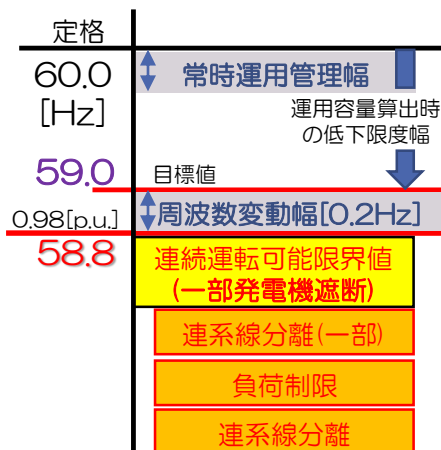 定格
60.0
[Hz]
常時運用管理幅
運用容量算出時
の低下限度幅
59.0
目標値
0.98[p.u.]
周波数変動幅[0.2Hz]
58.8
連続運転可能限界値
(一部発電機遮断)
連系線分離(一部)
負荷制限
連系線分離